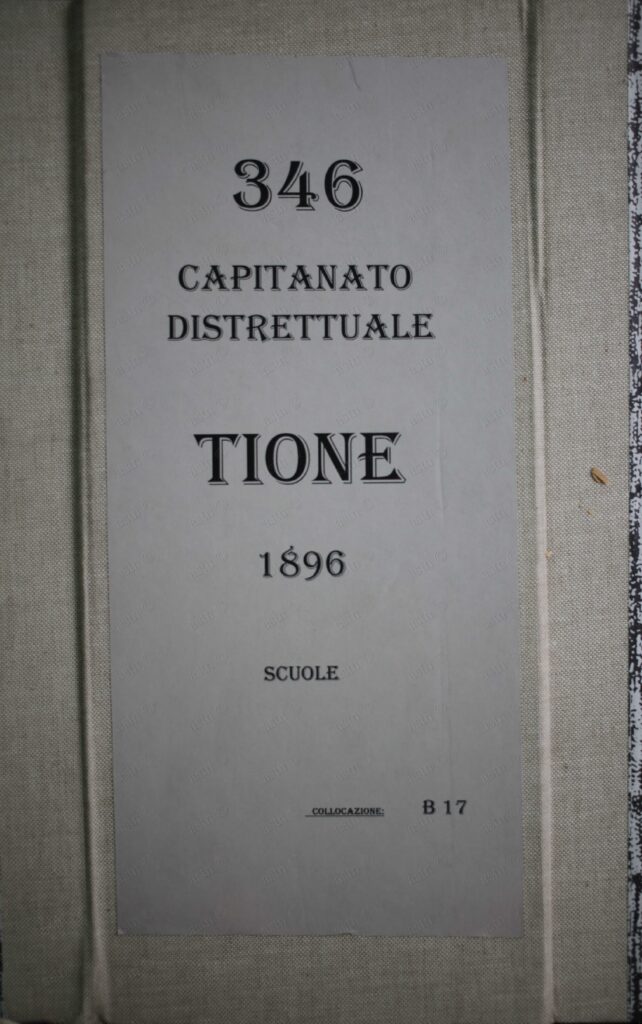 346
CAPITANATO
DISTRETTUALE
TIONE
1896
SCUOLE
COLLOCAZIONE: B 17